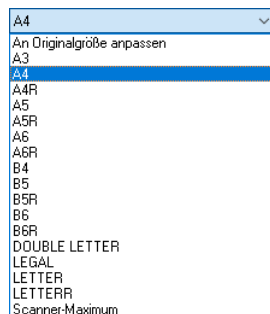 A4
An Originalgröße anpassen
A3
A4
A4R
A5
A5R
A6
A6R
B4
B5
B5R
B6
B6R
DOUBLE LETTER
LEGAL
LETTER
LETTERR
Scanner-Maximum